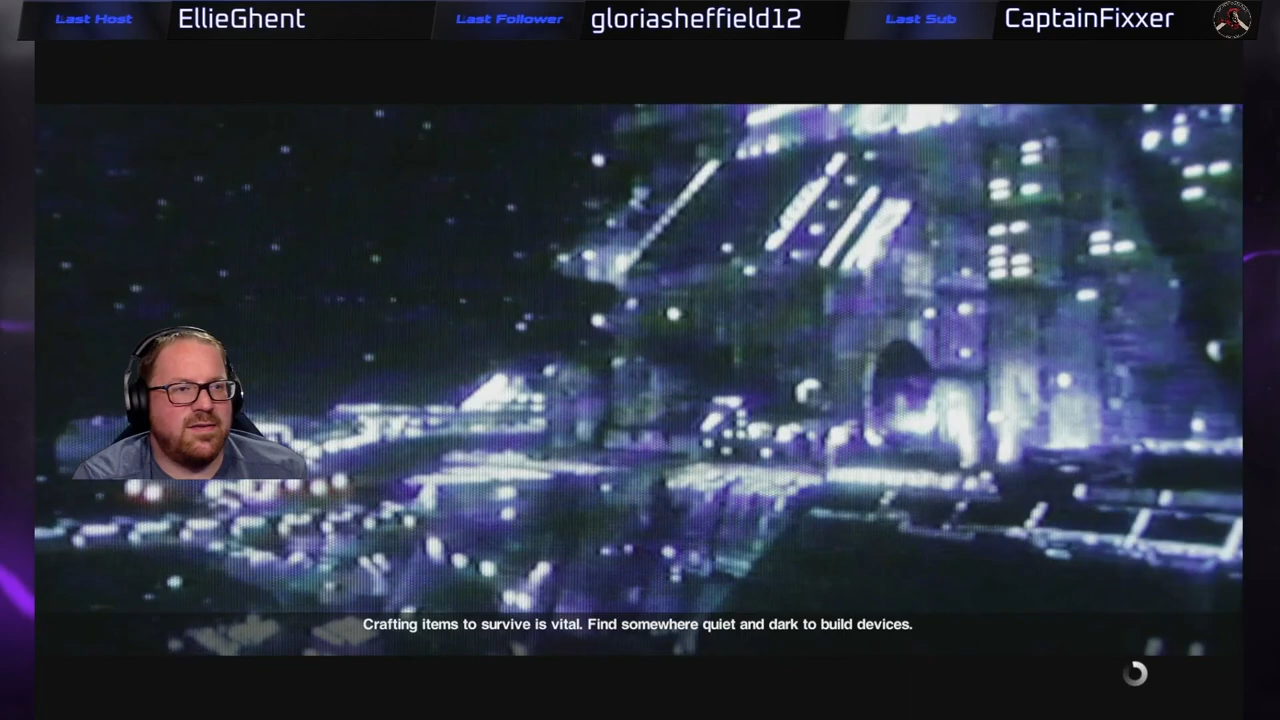 Last Host EllieGhent Last Follower gloriasheffield12 Last Sub CaptainFixxer
Crafting items to survive is vital. Find somewhere quiet and dark to build devices.